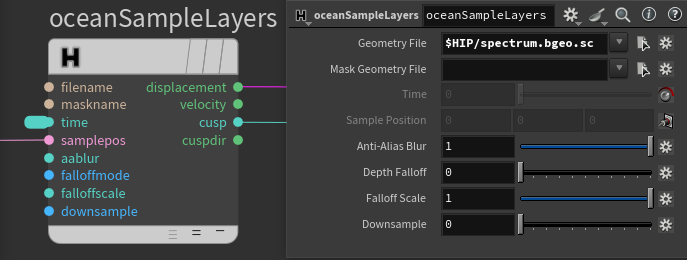 oceanSampleLayers
H
filename displacement
maskname velocity
time cusp
samplepos cuspdir
aablur
falloffmode
falloffscale
downsample
H oceanSampleLayers oceanSampleLayers
Geometry File $HIP/spectrum.bgeo.sc
Mask Geometry File
Time 0
Sample Position 0 0 0
Anti-Alias Blur 1
Depth Falloff 0
Falloff Scale 1
Downsample 0